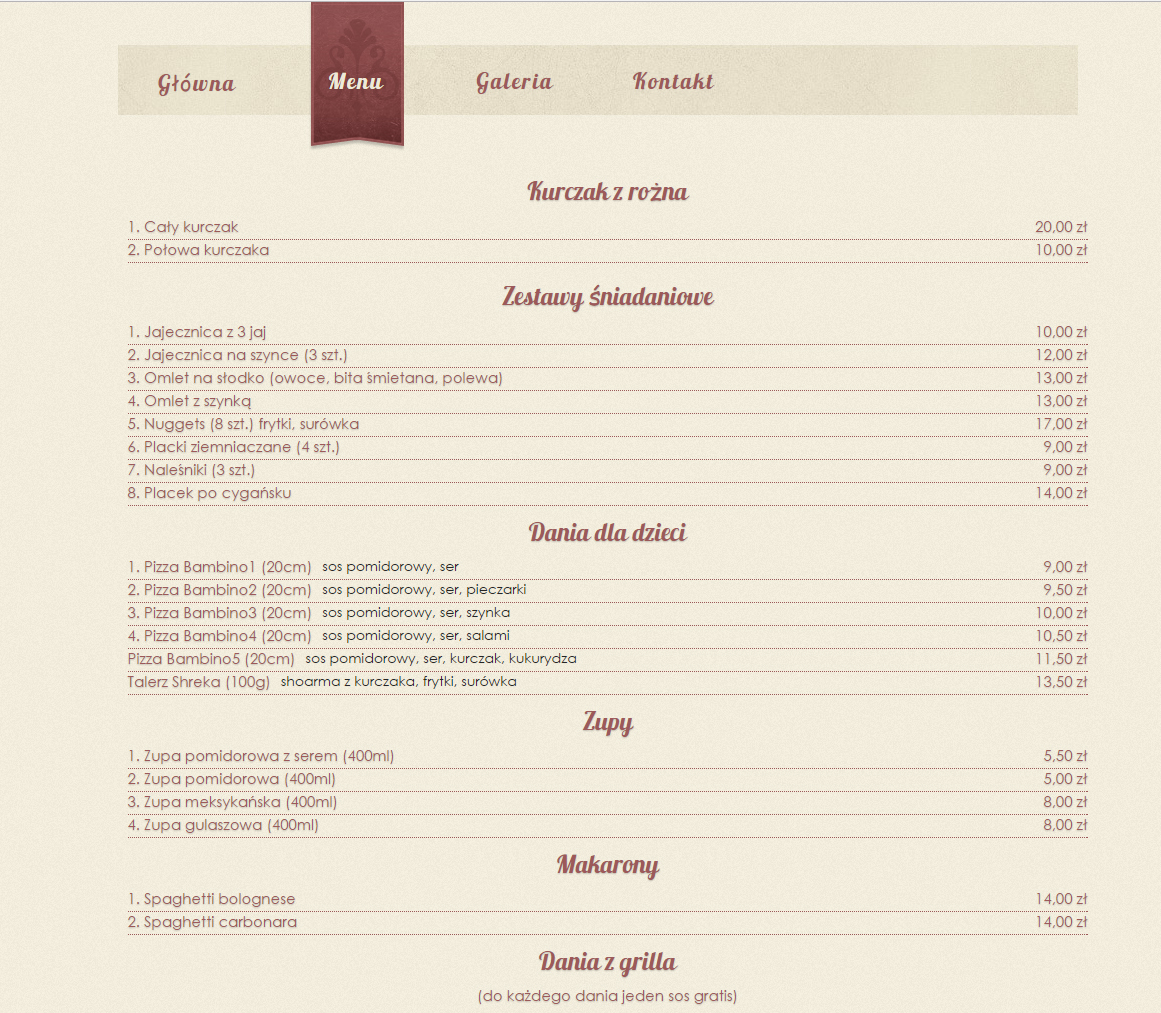 Główna Menu Galeria Kontakt
Kurczak z rożna
1. Cały kurczak 20,00 zł
2. Połowa kurczaka 10,00 zł
Zestawy śniadaniowe
1. Jajecznica z 3 jaj 10,00 zł
2. Jajecznica na szynce (3 szt.) 12,00 zł
3. Omlet na słodko (owoce, bita śmietana, polewa) 13,00 zł
4. Omlet z szynką 13,00 zł
5. Nuggets (8 szt.) frytki, surówka 17,00 zł
6. Placki ziemniaczane (4 szt.) 9,00 zł
7. Naleśniki (3 szt.) 9,00 zł
8. Placek po cygańsku 14,00 zł
Dania dla dzieci
1. Pizza Bambino1 (20cm) sos pomidorowy, ser 9,00 zł
2. Pizza Bambino2 (20cm) sos pomidorowy, ser, pieczarki 9,50 zł
3. Pizza Bambino3 (20cm) sos pomidorowy, ser, szynka 10,00 zł
4. Pizza Bambino4 (20cm) sos pomidorowy, ser, salami 10,50 zł
Pizza Bambino5 (20cm) sos pomidorowy, ser, kurczak, kukurydza 11,50 zł
Talerz Shreka (100g) shoarma z kurczaka, frytki, surówka 13,50 zł
Zupy
1. Zupa pomidorowa z serem (400ml) 5,50 zł
2. Zupa pomidorowa (400ml) 5,00 zł
3. Zupa meksykańska (400ml) 8,00 zł
4. Zupa gulaszowa (400ml) 8,00 zł
Makarony
1. Spaghetti bolognese 14,00 zł
2. Spaghetti carbonara 14,00 zł
Dania z grilla
(do każdego dania jeden sos gratis)